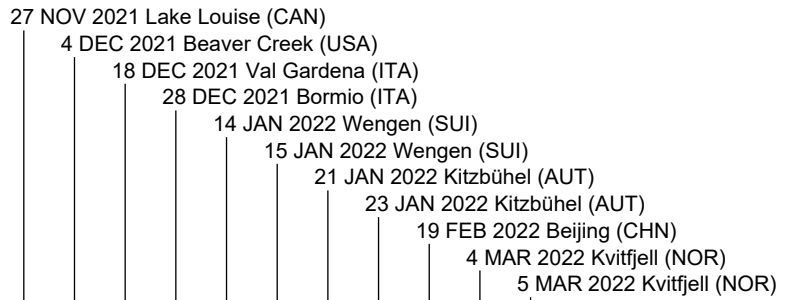 27 NOV 2021 Lake Louise (CAN)
4 DEC 2021 Beaver Creek (USA)
18 DEC 2021 Val Gardena (ITA)
28 DEC 2021 Bormio (ITA)
14 JAN 2022 Wengen (SUI)
15 JAN 2022 Wengen (SUI)
21 JAN 2022 Kitzbühel (AUT)
23 JAN 2022 Kitzbühel (AUT)
19 FEB 2022 Beijing (CHN)
4 MAR 2022 Kvitfjell (NOR)
5 MAR 2022 Kvitfjell (NOR)